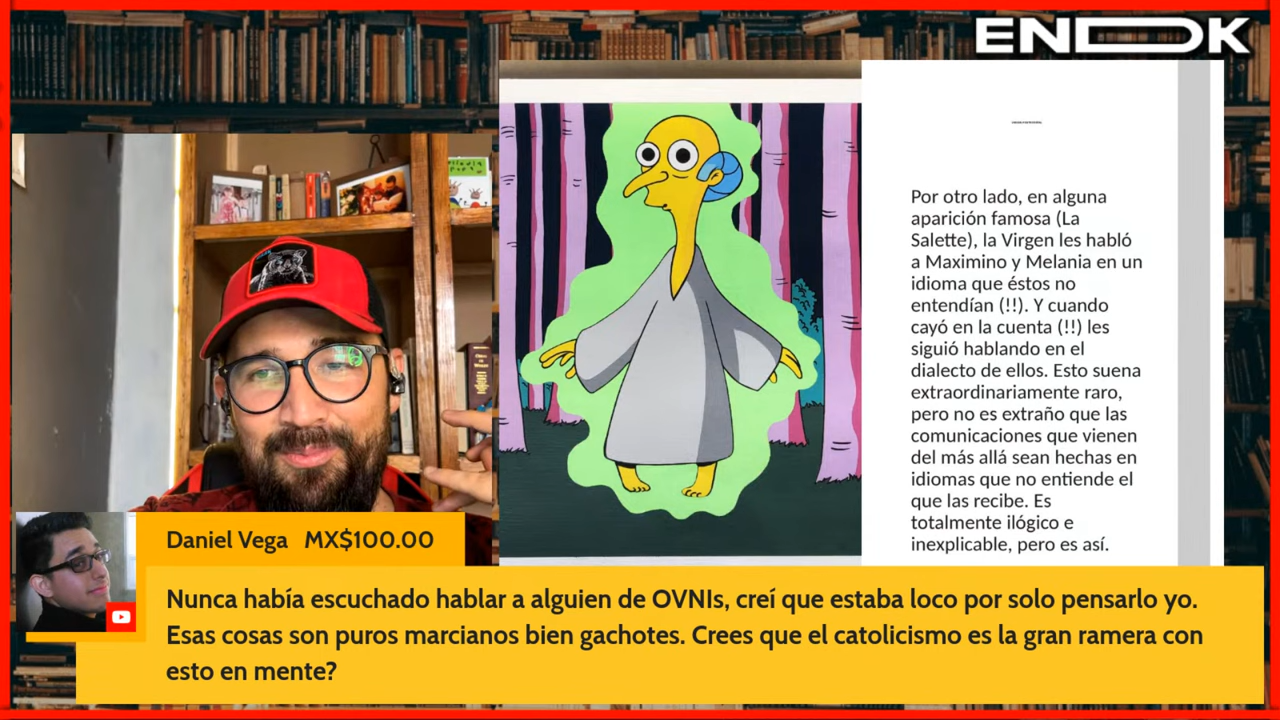 ENDK
Por otro lado, en alguna
aparición famosa (La
Salette), la Virgen les habló
a Maximino y Melania en un
idioma que éstos no
entendían (!!). Y cuando
cayó en la cuenta (!!) les
siguió hablando en el
dialecto de ellos. Esto suena
extraordinariamente raro,
pero no es extraño que las
comunicaciones que vienen
del más allá sean hechas en
idiomas que no entiende el
que las recibe. Es
totalmente ilógico e
inexplicable, pero es así.
Daniel Vega MX$100.00
Nunca había escuchado hablar a alguien de OVNIs, creí que estaba loco por solo pensarlo yo.
Esas cosas son puros marcianos bien gachotes. Crees que el catolicismo es la gran ramera con
esto en mente?